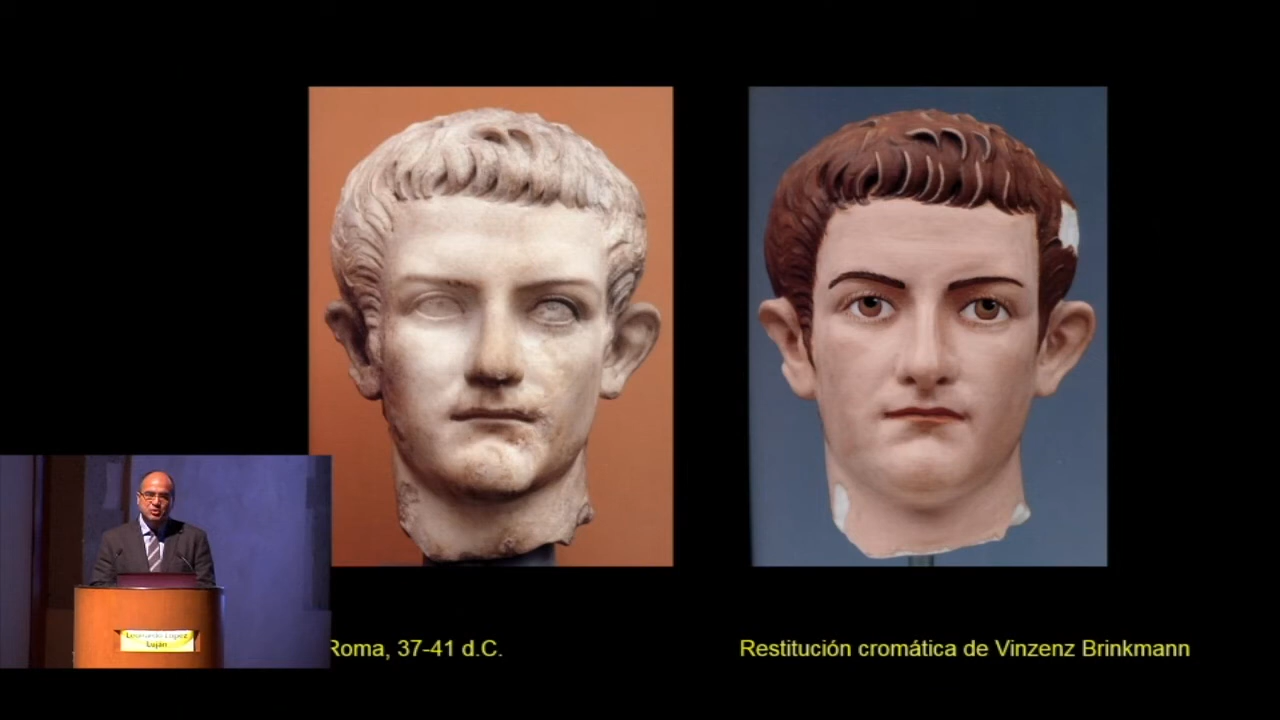 Roma, 37-41 d.C.
Restitución cromática de Vinzenz Brinkmann
Leonardo López
Luján